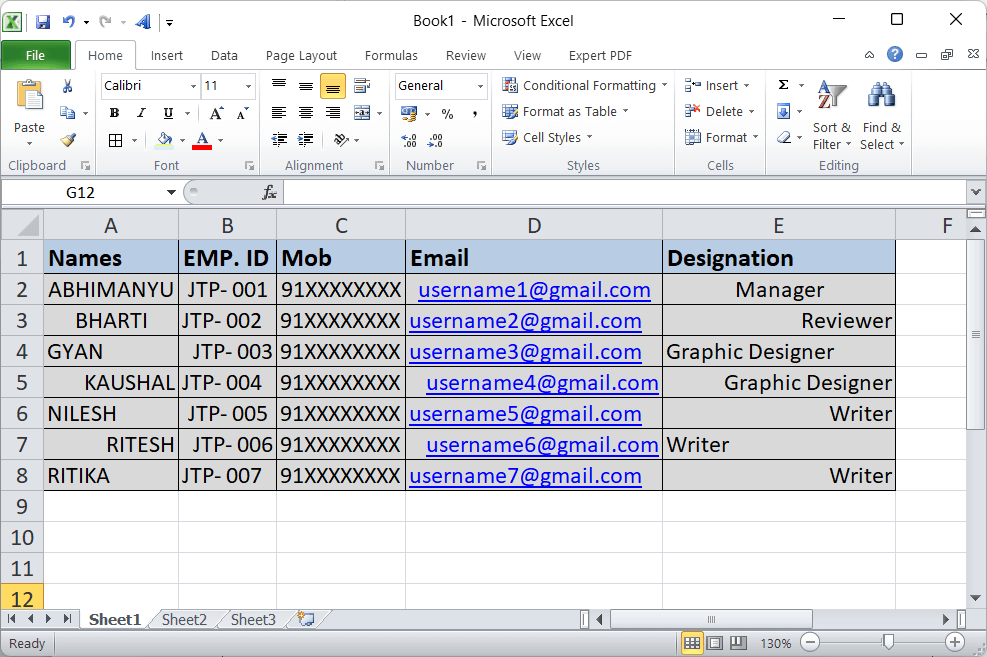 Book1 - Microsoft Excel
File Home Insert Data Page Layout Formulas Review View Expert PDF
Calibri 11 General Conditional Formatting Insert Σ
Paste B I U A A % , Format as Table Delete Sort & Filter Find & Select
A .00 .0 Cell Styles Format
Clipboard Font Alignment Number Styles Cells Editing
G12 fx
A B C D E F
1 Names EMP. ID Mob Email Designation
2 ABHIMANYU JTP- 001 91XXXXXXXX username1@gmail.com Manager
3 BHARTI JTP- 002 91XXXXXXXX username2@gmail.com Reviewer
4 GYAN JTP- 003 91XXXXXXXX username3@gmail.com Graphic Designer
5 KAUSHAL JTP- 004 91XXXXXXXX username4@gmail.com Graphic Designer
6 NILESH JTP- 005 91XXXXXXXX username5@gmail.com Writer
7 RITESH JTP- 006 91XXXXXXXX username6@gmail.com Writer
8 RITIKA JTP- 007 91XXXXXXXX username7@gmail.com Writer
9
10
11
12
Sheet1 Sheet2 Sheet3
Ready 130%